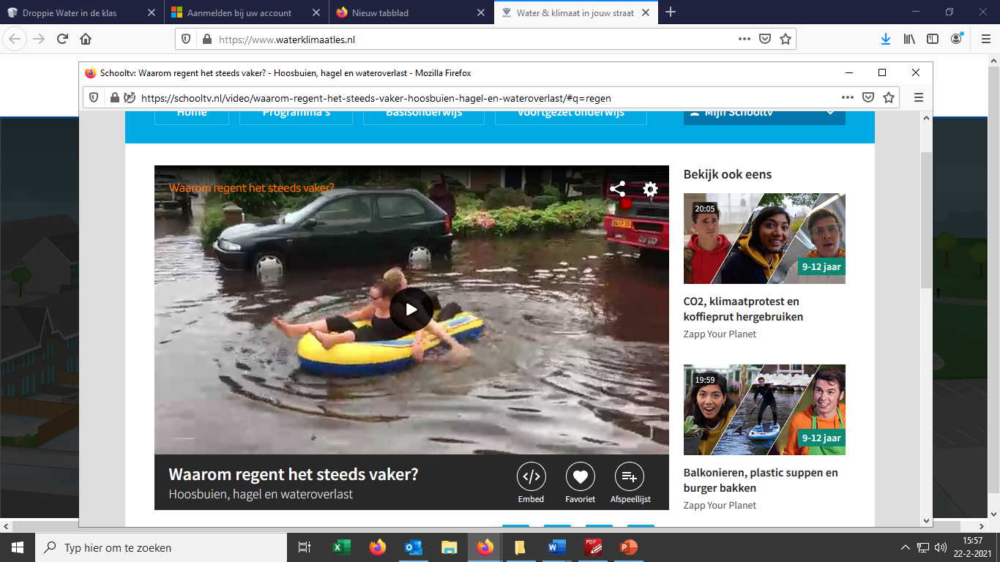 Droppie Water in de klas
Aanmelden bij uw account
Nieuw tabblad
Water & klimaat in jouw straat
https://www.waterklimaatles.nl
Schooltv: Waarom regent het steeds vaker? - Hoosbuien, hagel en wateroverlast - Mozilla Firefox
https://schooltv.nl/video/waarom-regent-het-steeds-vaker-hoosbuien-hagel-en-wateroverlast/#q=regen
Home
Programma's
Basisonderwijs
Voortgezet onderwijs
Mijn Schooltv
Waarom regent het steeds vaker?
Waarom regent het steeds vaker?
Hoosbuien, hagel en wateroverlast
Embed
Favoriet
Afspeellijst
Bekijk ook eens
20:05
9-12 jaar
CO2, klimaatprotest en
koffieprut hergebruiken
Zapp Your Planet
19:59
9-12 jaar
Balkonieren, plastic suppen en
burger bakken
Zapp Your Planet
Typ hier om te zoeken
PDF
15:57
22-2-2021